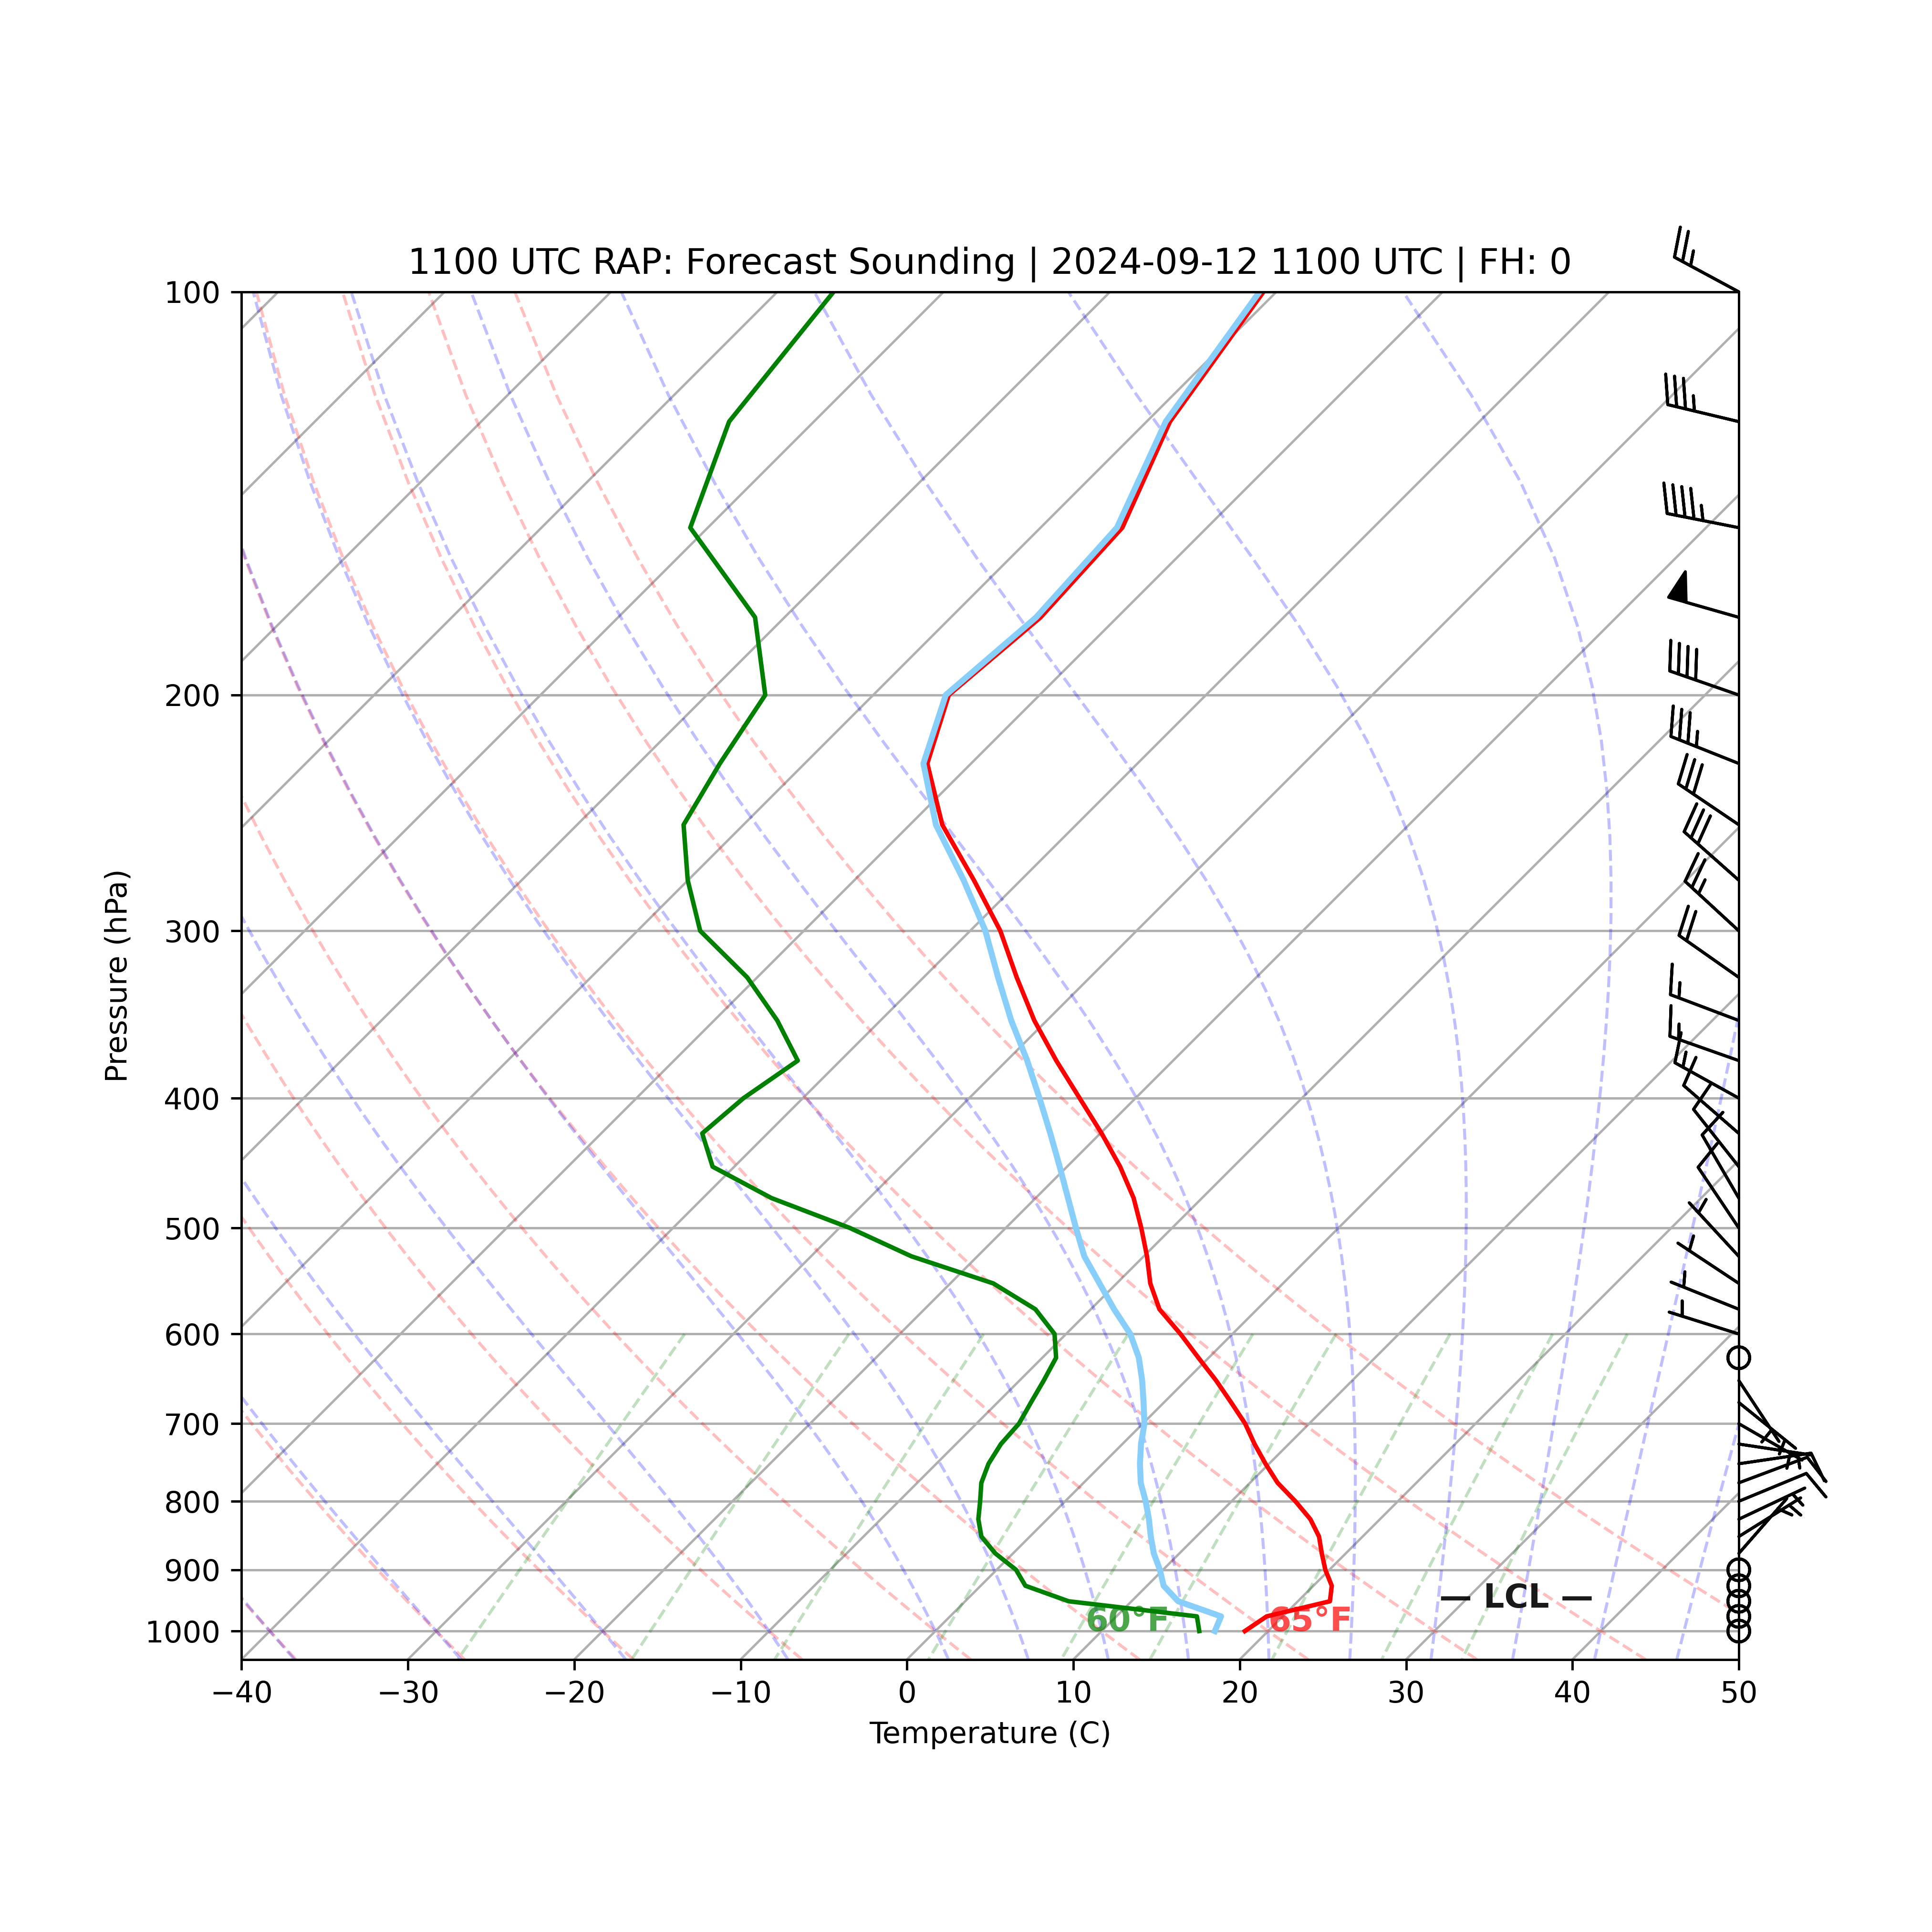 1100 UTC RAP: Forecast Sounding | 2024-09-12 1100 UTC | FH: 0
100
200
300
400
500
600
700
800
900
1000
Pressure (hPa)
— LCL —
60°F
65°F
−40 −30 −20 −10 0 10 20 30 40 50
Temperature (C)